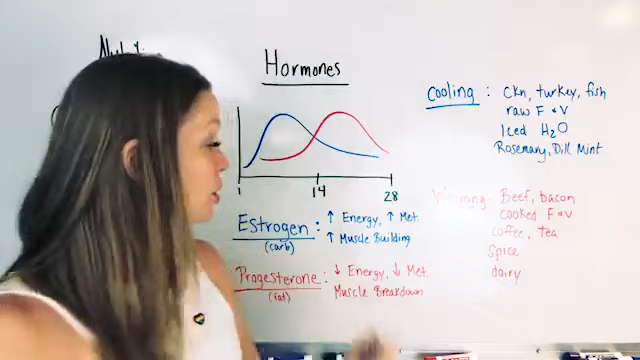 Hormones
1 14 28
Estrogen : ↑ Energy, ↑ Met.
(carb) ↑ Muscle Building
Progesterone : ↓ Energy, ↓ Met.
(fat) Muscle Breakdown
Cooling : Ckn, turkey, fish
raw F & V
Iced H2O
Rosemary, Dill, Mint
Beef, bacon
cooked F & V
coffee, tea
Spice
dairy